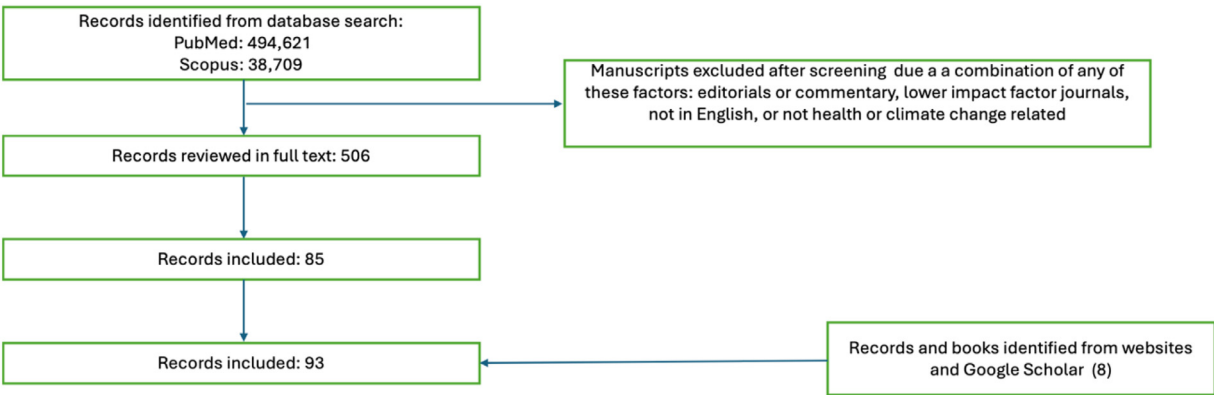 Records identified from database search:
PubMed: 494,621
Scopus: 38,709
Manuscripts excluded after screening due a a combination of any of
these factors: editorials or commentary, lower impact factor journals,
not in English, or not health or climate change related
Records reviewed in full text: 506
Records included: 85
Records included: 93
Records and books identified from websites
and Google Scholar (8)